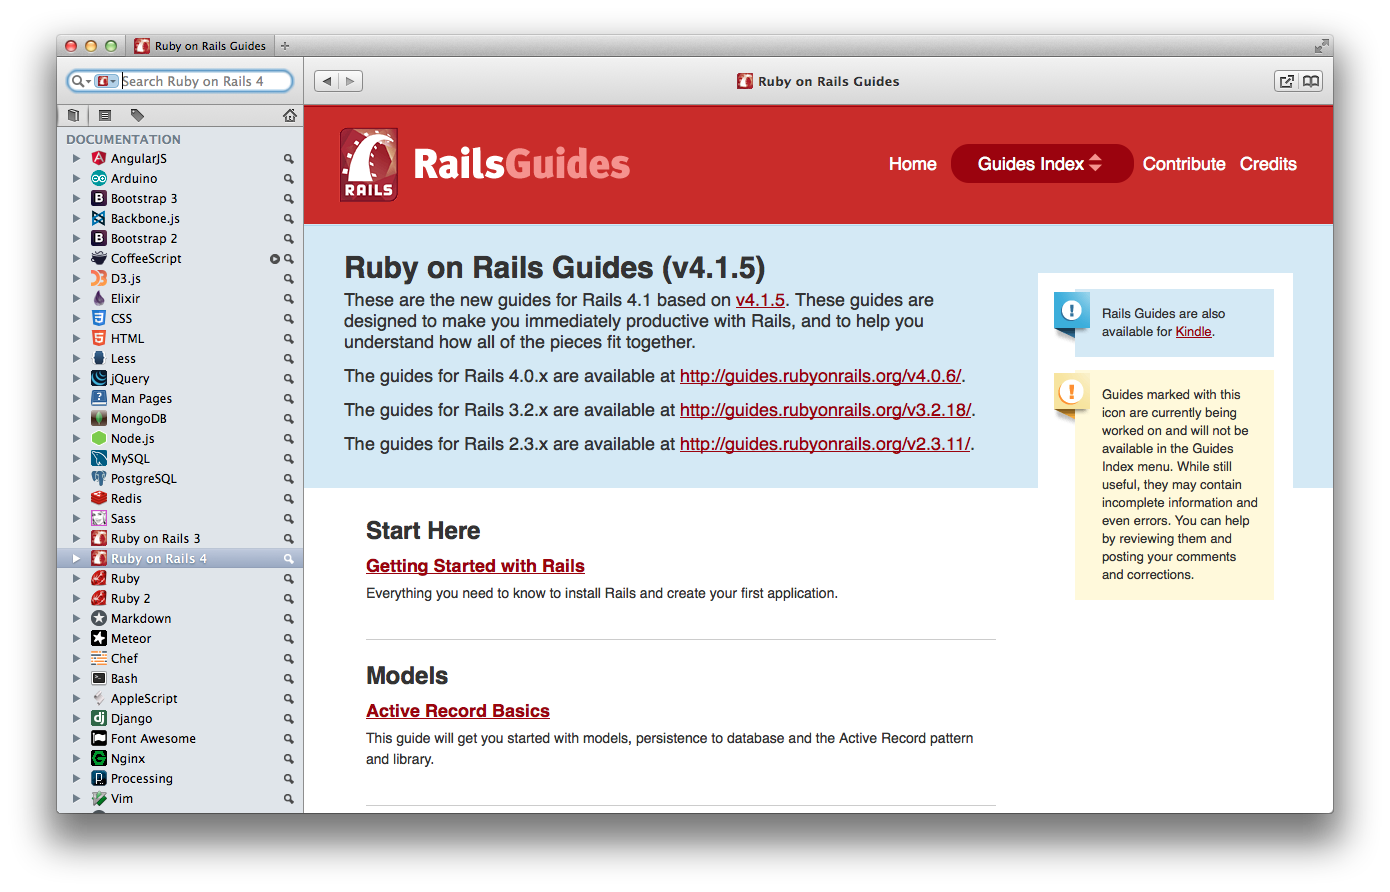 Ruby on Rails Guides
Search Ruby on Rails 4
Ruby on Rails Guides
DOCUMENTATION
AngularJS
Arduino
Bootstrap 3
Backbone.js
Bootstrap 2
CoffeeScript
D3.js
Elixir
CSS
HTML
Less
jQuery
Man Pages
MongoDB
Node.js
MySQL
PostgreSQL
Redis
Sass
Ruby on Rails 3
Ruby on Rails 4
Ruby
Ruby 2
Markdown
Meteor
Chef
Bash
AppleScript
Django
Font Awesome
Nginx
Processing
Vim
RAILS
RailsGuides
Home Guides Index Contribute Credits
Ruby on Rails Guides (v4.1.5)
These are the new guides for Rails 4.1 based on v4.1.5. These guides are
designed to make you immediately productive with Rails, and to help you
understand how all of the pieces fit together.
The guides for Rails 4.0.x are available at http://guides.rubyonrails.org/v4.0.6/.
The guides for Rails 3.2.x are available at http://guides.rubyonrails.org/v3.2.18/.
The guides for Rails 2.3.x are available at http://guides.rubyonrails.org/v2.3.11/.
Rails Guides are also
available for Kindle.
Guides marked with this
icon are currently being
worked on and will not be
available in the Guides
Index menu. While still
useful, they may contain
incomplete information and
even errors. You can help
by reviewing them and
posting your comments
and corrections.
Start Here
Getting Started with Rails
Everything you need to know to install Rails and create your first application.
Models
Active Record Basics
This guide will get you started with models, persistence to database and the Active Record pattern
and library.